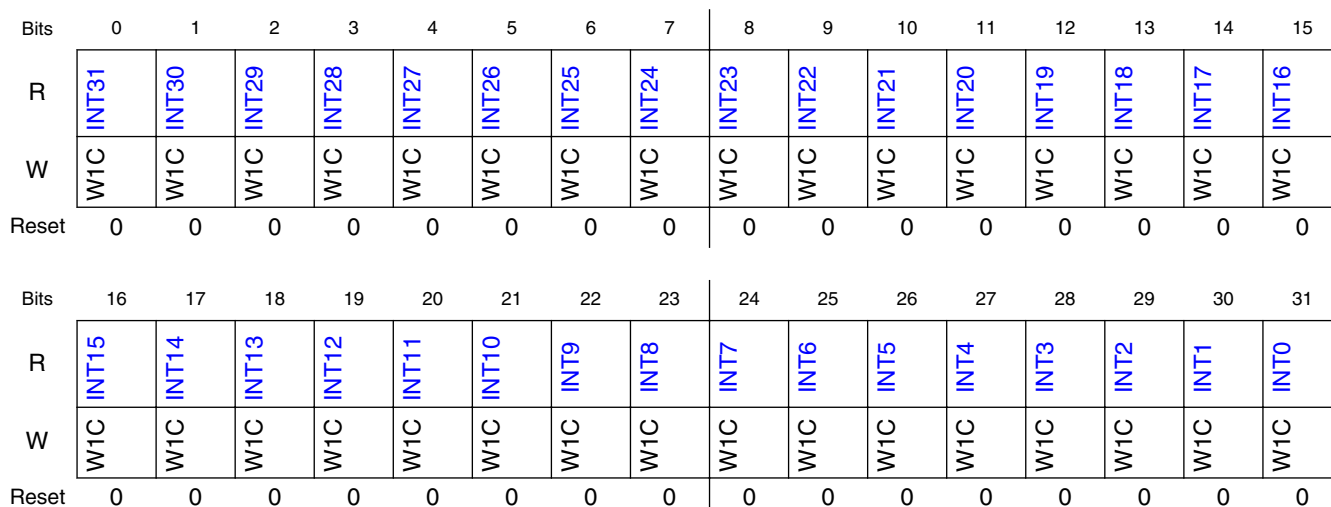 Bits 0 1 2 3 4 5 6 7 8 9 10 11 12 13 14 15
R INT31 INT30 INT29 INT28 INT27 INT26 INT25 INT24 INT23 INT22 INT21 INT20 INT19 INT18 INT17 INT16
W W1C W1C W1C W1C W1C W1C W1C W1C W1C W1C W1C W1C W1C W1C W1C W1C
Reset 0 0 0 0 0 0 0 0 0 0 0 0 0 0 0 0
Bits 16 17 18 19 20 21 22 23 24 25 26 27 28 29 30 31
R INT15 INT14 INT13 INT12 INT11 INT10 INT9 INT8 INT7 INT6 INT5 INT4 INT3 INT2 INT1 INT0
W W1C W1C W1C W1C W1C W1C W1C W1C W1C W1C W1C W1C W1C W1C W1C W1C
Reset 0 0 0 0 0 0 0 0 0 0 0 0 0 0 0 0